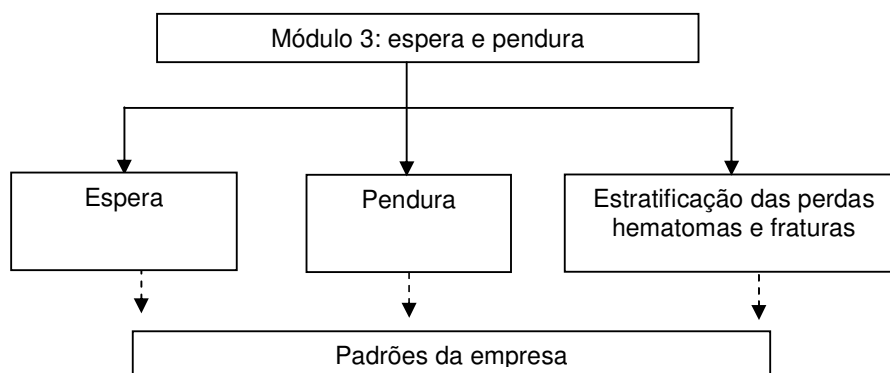 Módulo 3: espera e pendura
Espera
Pendura
Estratificação das perdas
hematomas e fraturas
Padrões da empresa